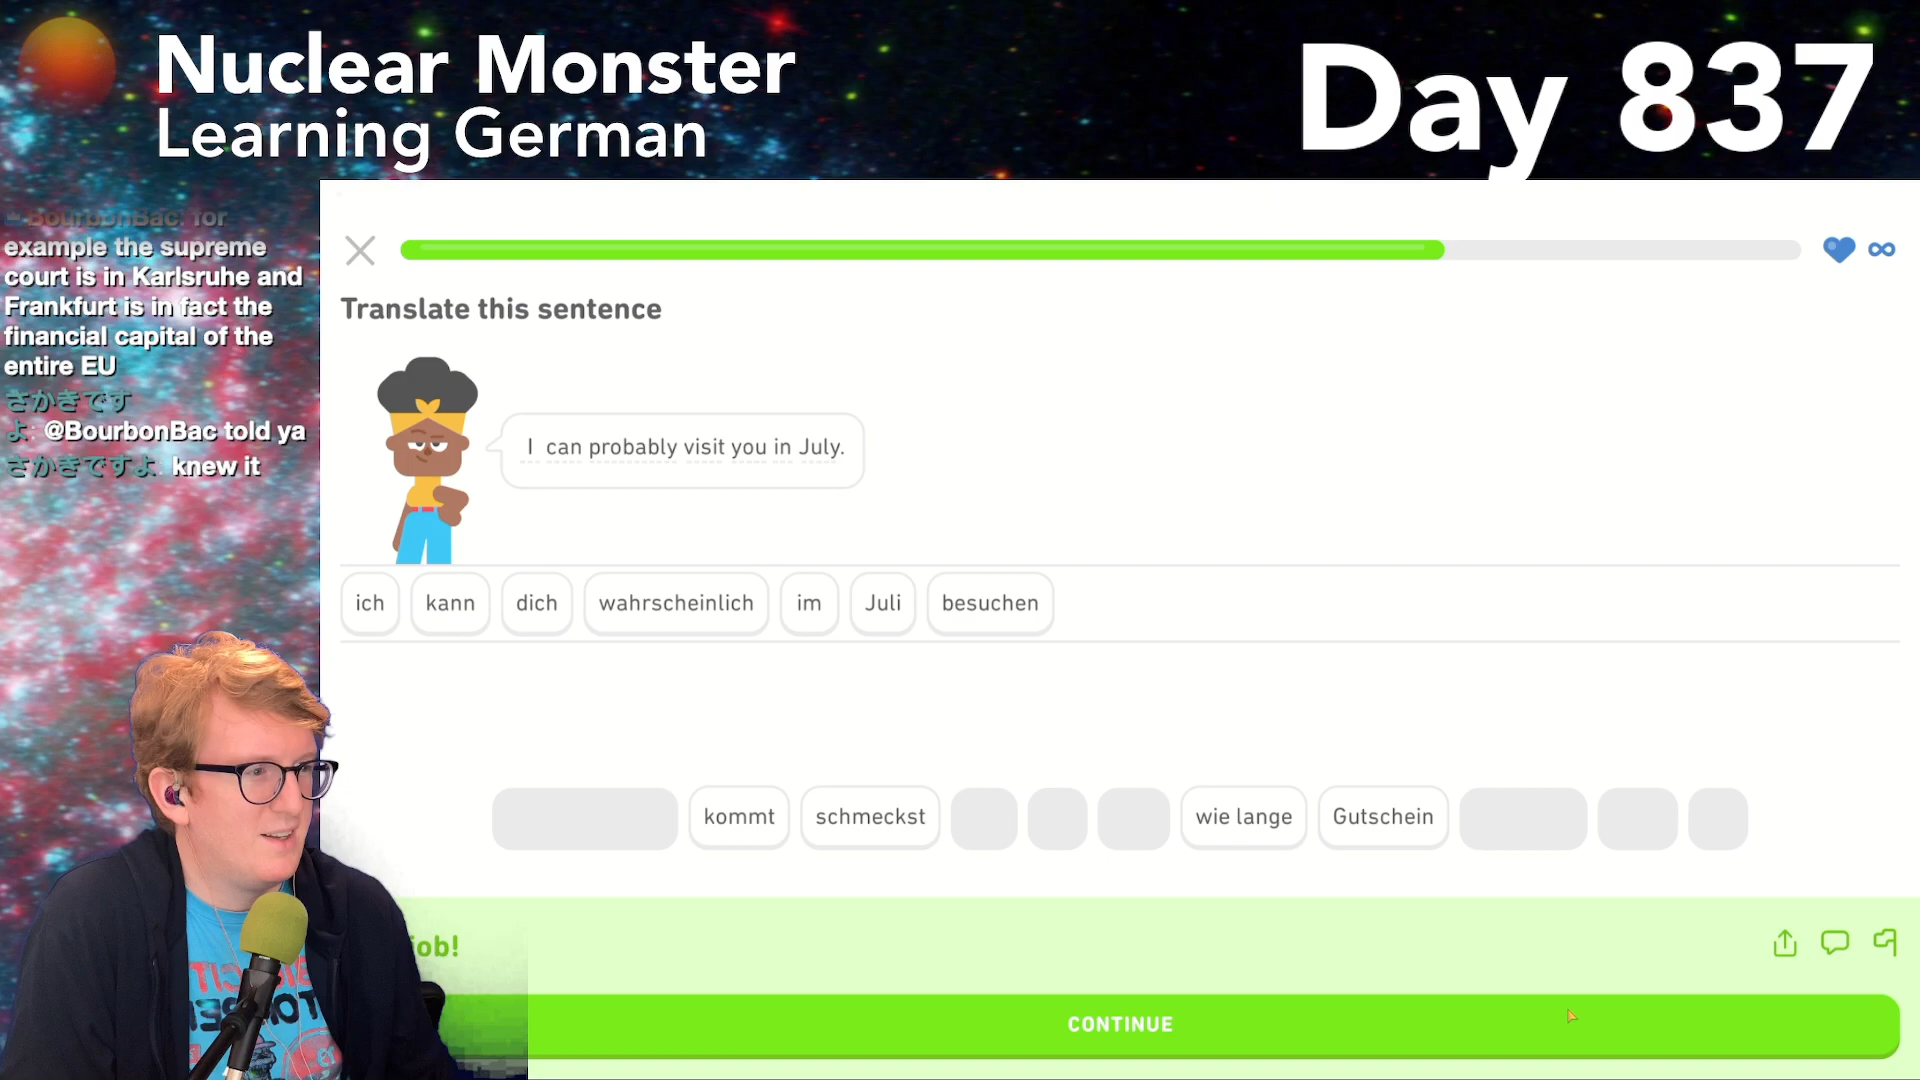 Nuclear Monster
Learning German
Day 837
BourbonBac: for
example the supreme
court is in Karlsruhe and
Frankfurt is in fact the
financial capital of the
entire EU
さかきです
よ: @BourbonBac told ya
さかきですよ: knew it
Translate this sentence
I can probably visit you in July.
ich kann dich wahrscheinlich im Juli besuchen
kommt schmeckst wie lange Gutschein
job!
CONTINUE